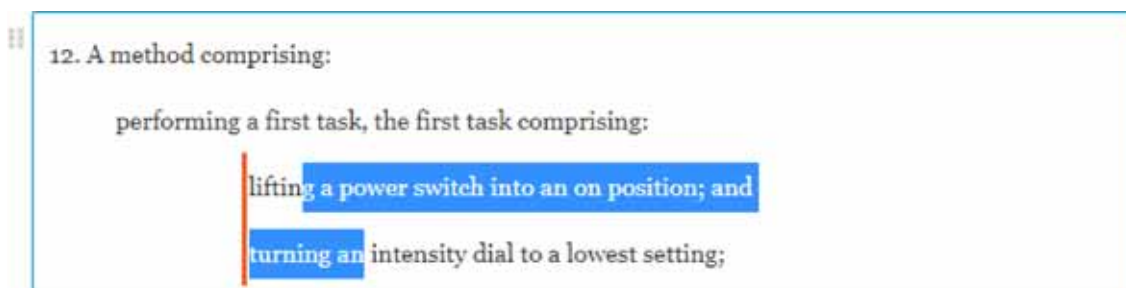 12. A method comprising:
performing a first task, the first task comprising:
lifting a power switch into an on position; and
turning an intensity dial to a lowest setting;